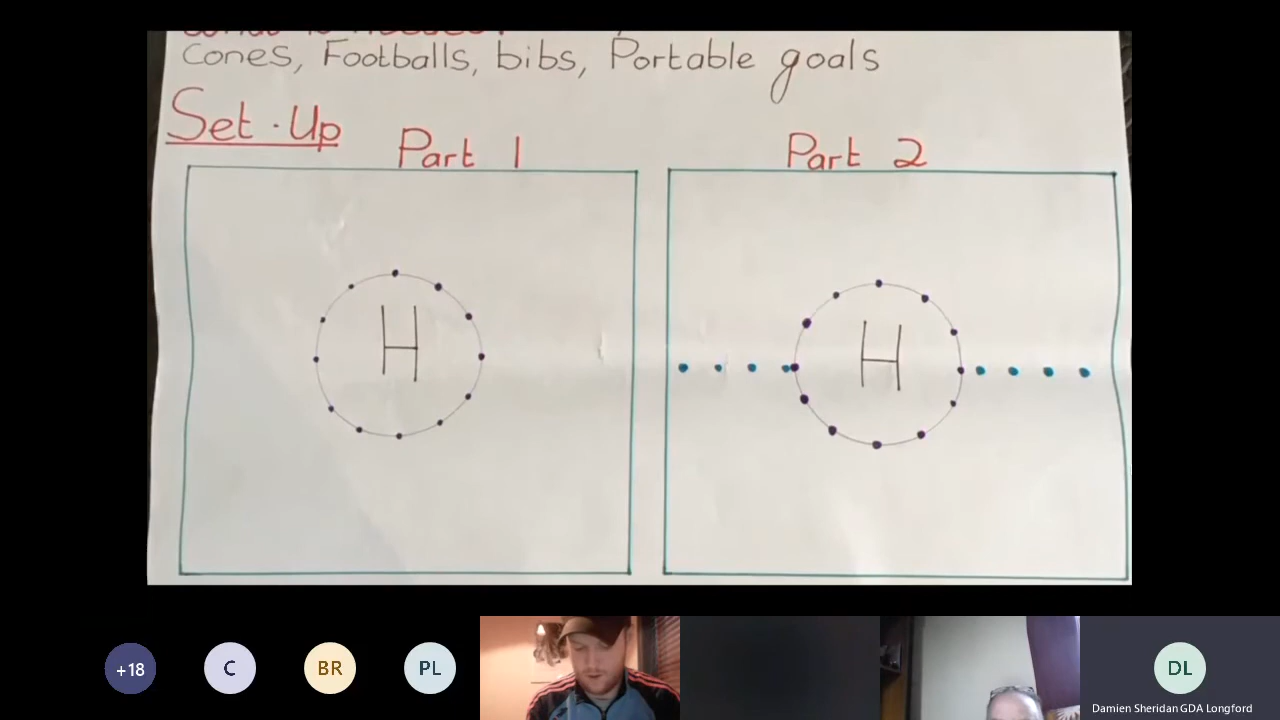 Cones, Footballs, bibs, Portable goals
Set-Up
Part 1
Part 2
H
H
+18
C
BR
PL
DL
Damien Sheridan GDA Longford